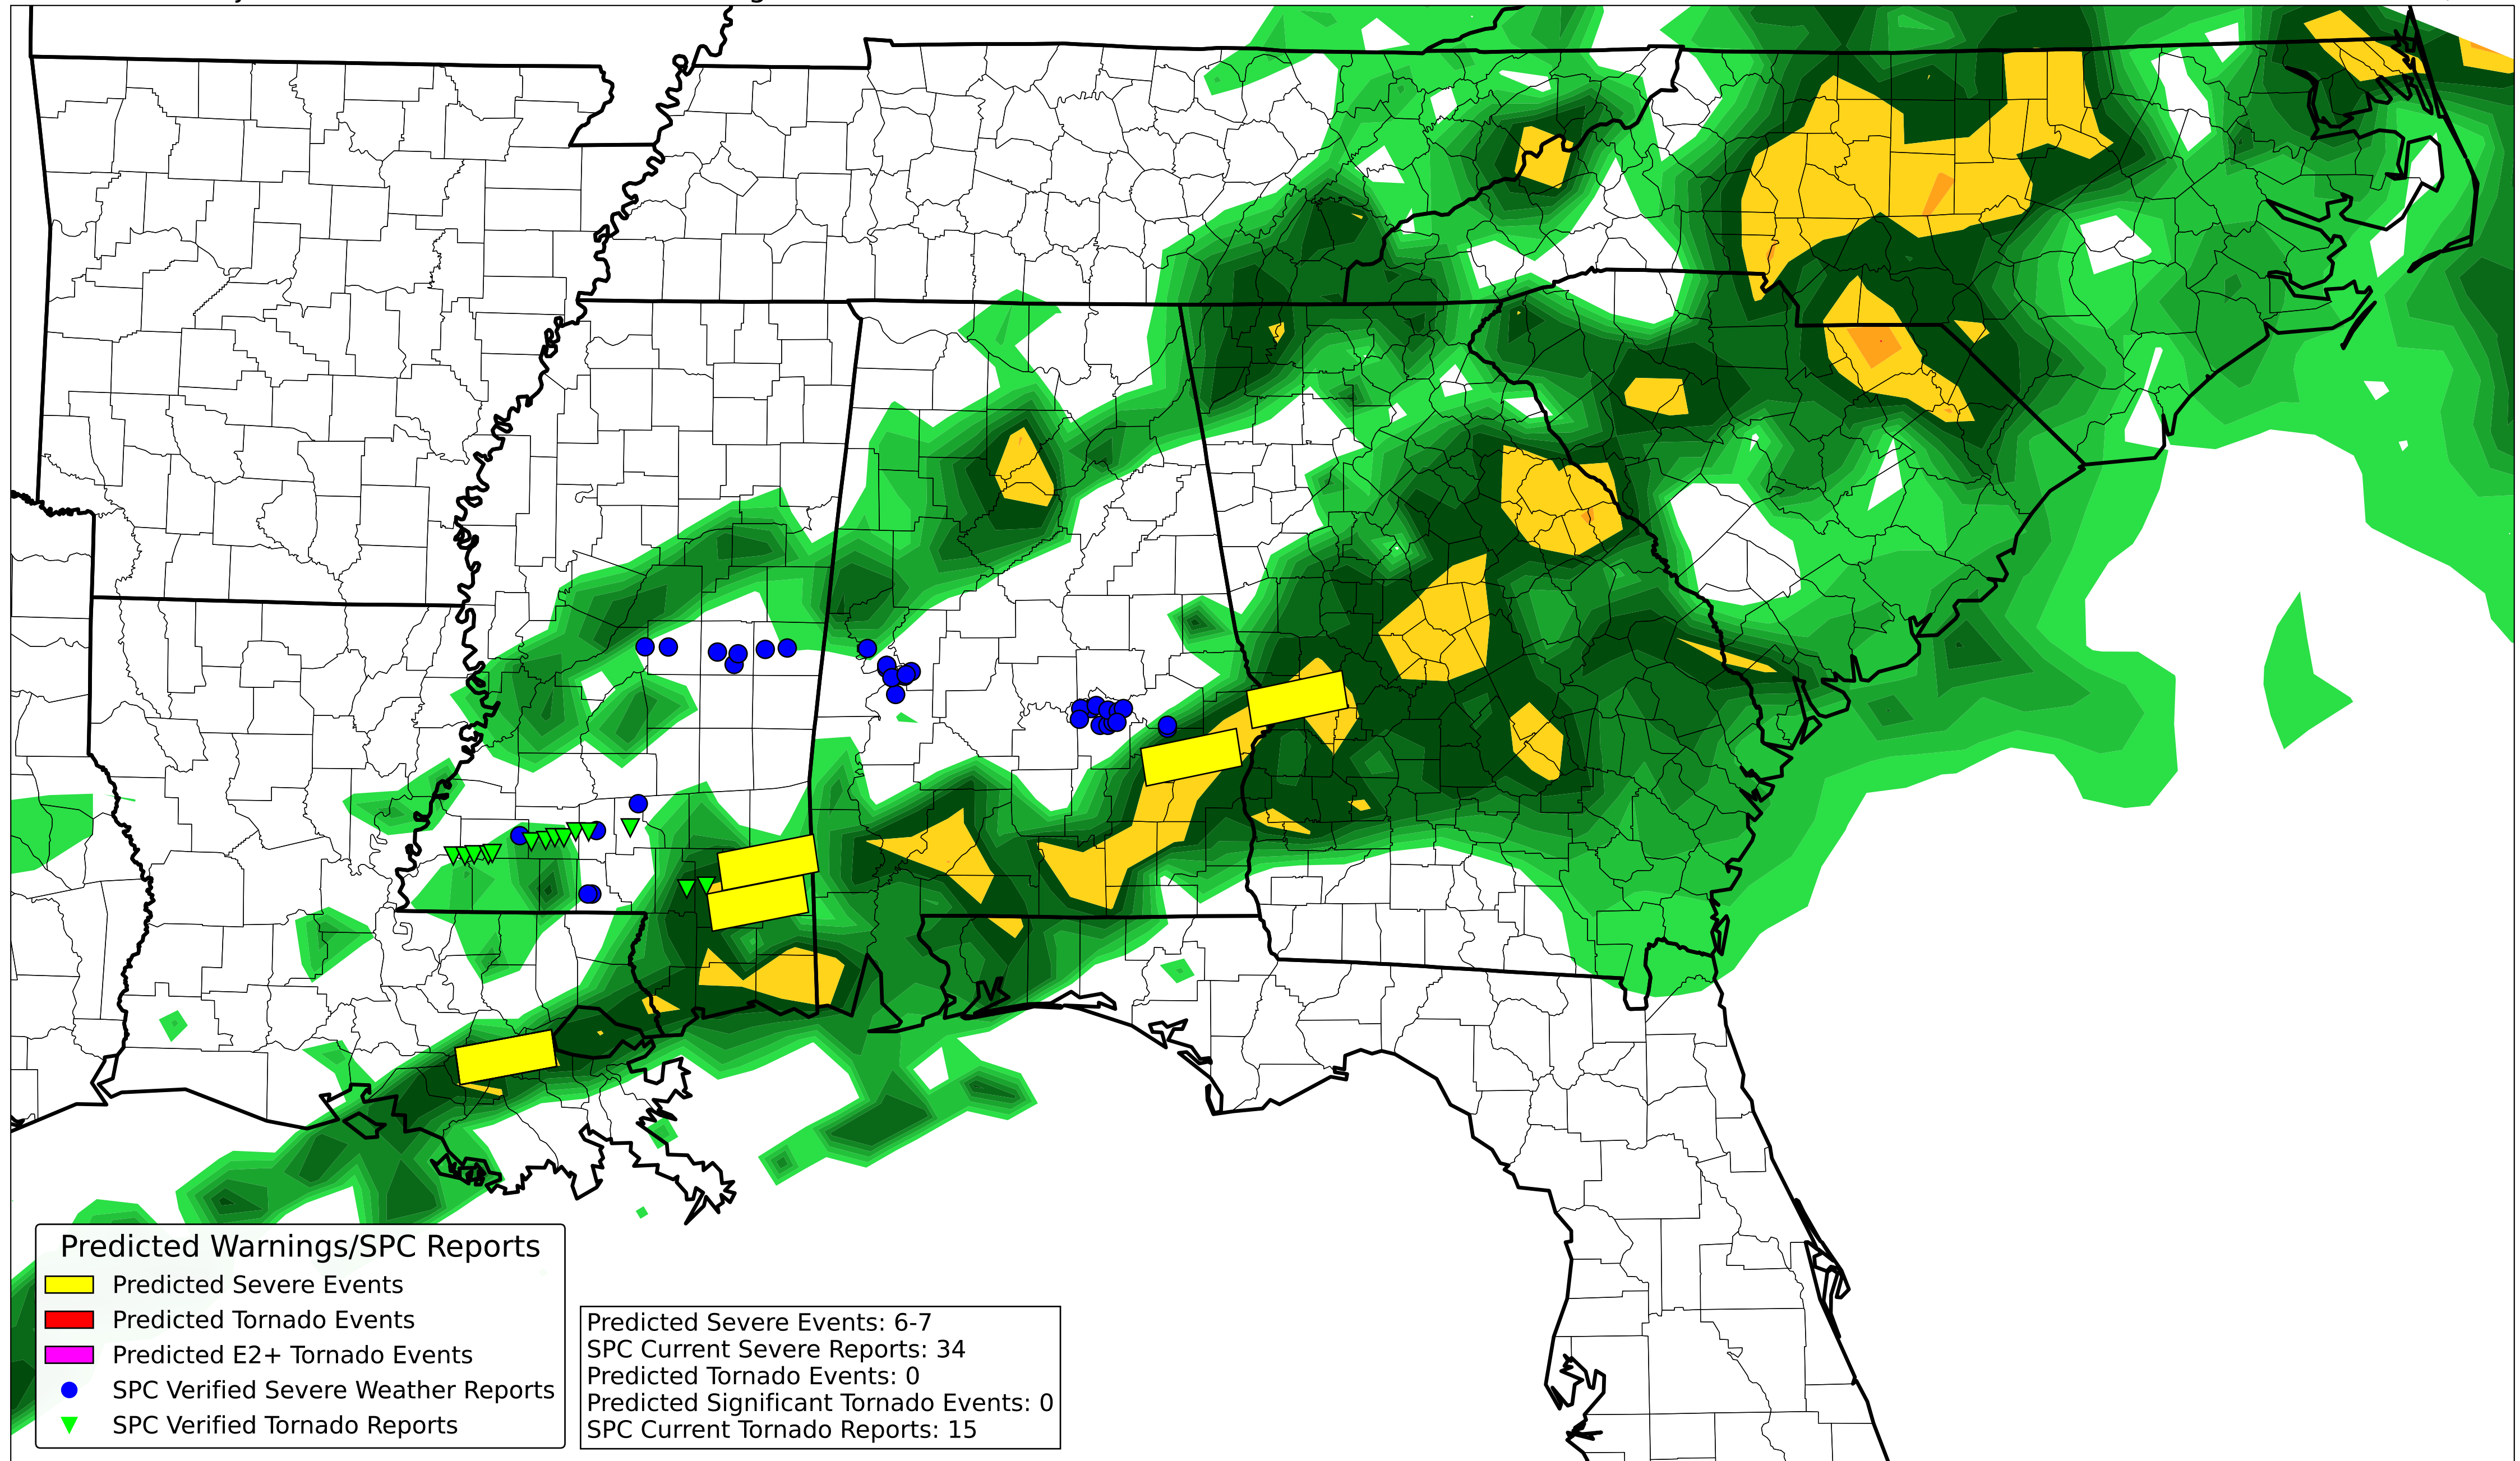 Predicted Warnings/SPC Reports
Predicted Severe Events
Predicted Tornado Events
Predicted E2+ Tornado Events
SPC Verified Severe Weather Reports
SPC Verified Tornado Reports
Predicted Severe Events: 6-7
SPC Current Severe Reports: 34
Predicted Tornado Events: 0
Predicted Significant Tornado Events: 0
SPC Current Tornado Reports: 15